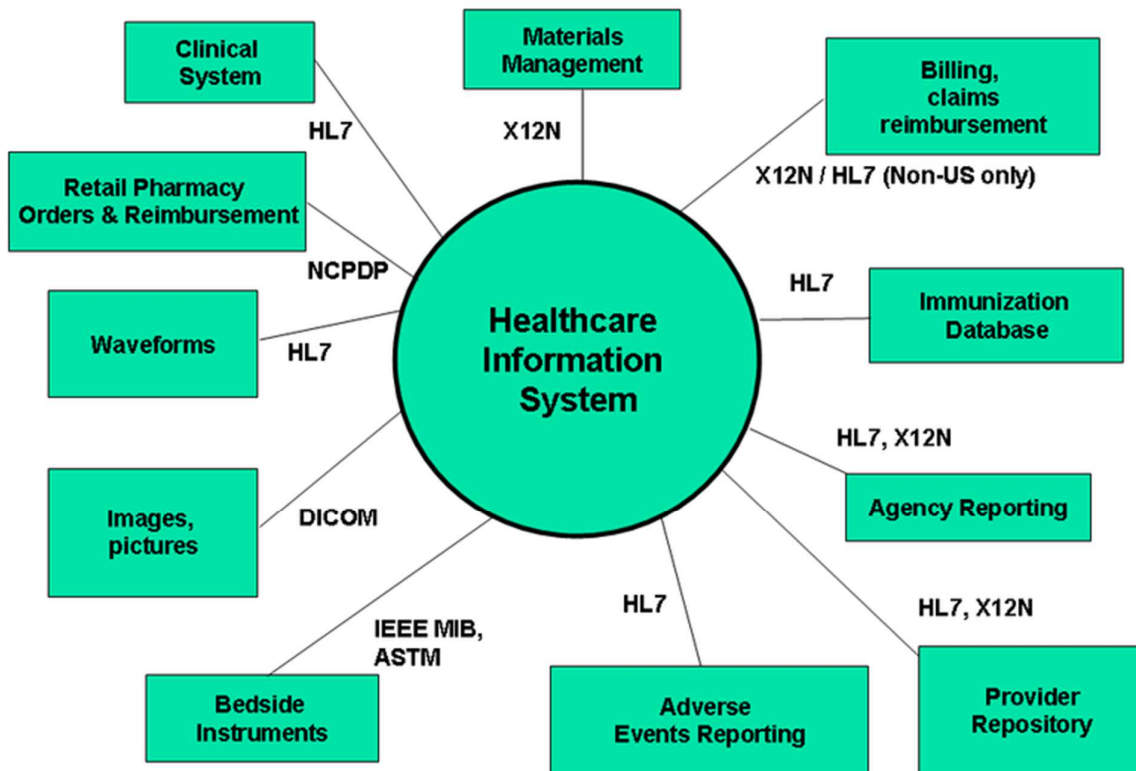 Clinical
System
Materials
Management
Billing,
claims
reimbursement
HL7
X12N
X12N / HL7 (Non-US only)
Retail Pharmacy
Orders & Reimbursement
NCPDP
HL7
Immunization
Database
Waveforms
HL7
Healthcare
Information
System
HL7, X12N
Agency Reporting
Images,
pictures
DICOM
HL7
HL7, X12N
IEEE MIB,
ASTM
Bedside
Instruments
Adverse
Events Reporting
Provider
Repository